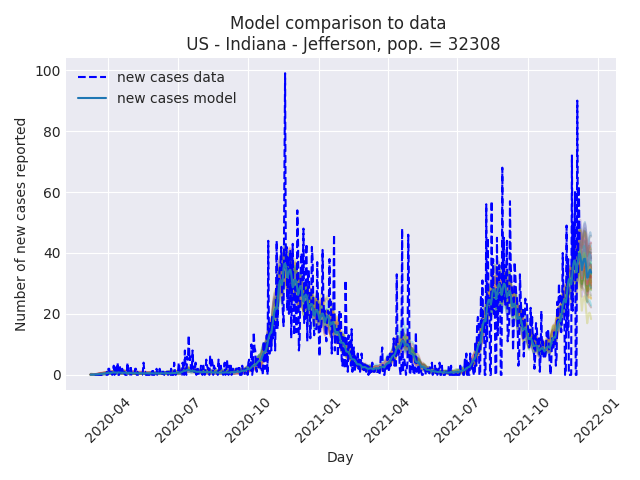 Model comparison to data
US - Indiana - Jefferson, pop. = 32308
new cases data
new cases model
Number of new cases reported
100
80
60
40
20
0
2020-04
2020-07
2020-10
2021-01
2021-04
2021-07
2021-10
2022-01
Day